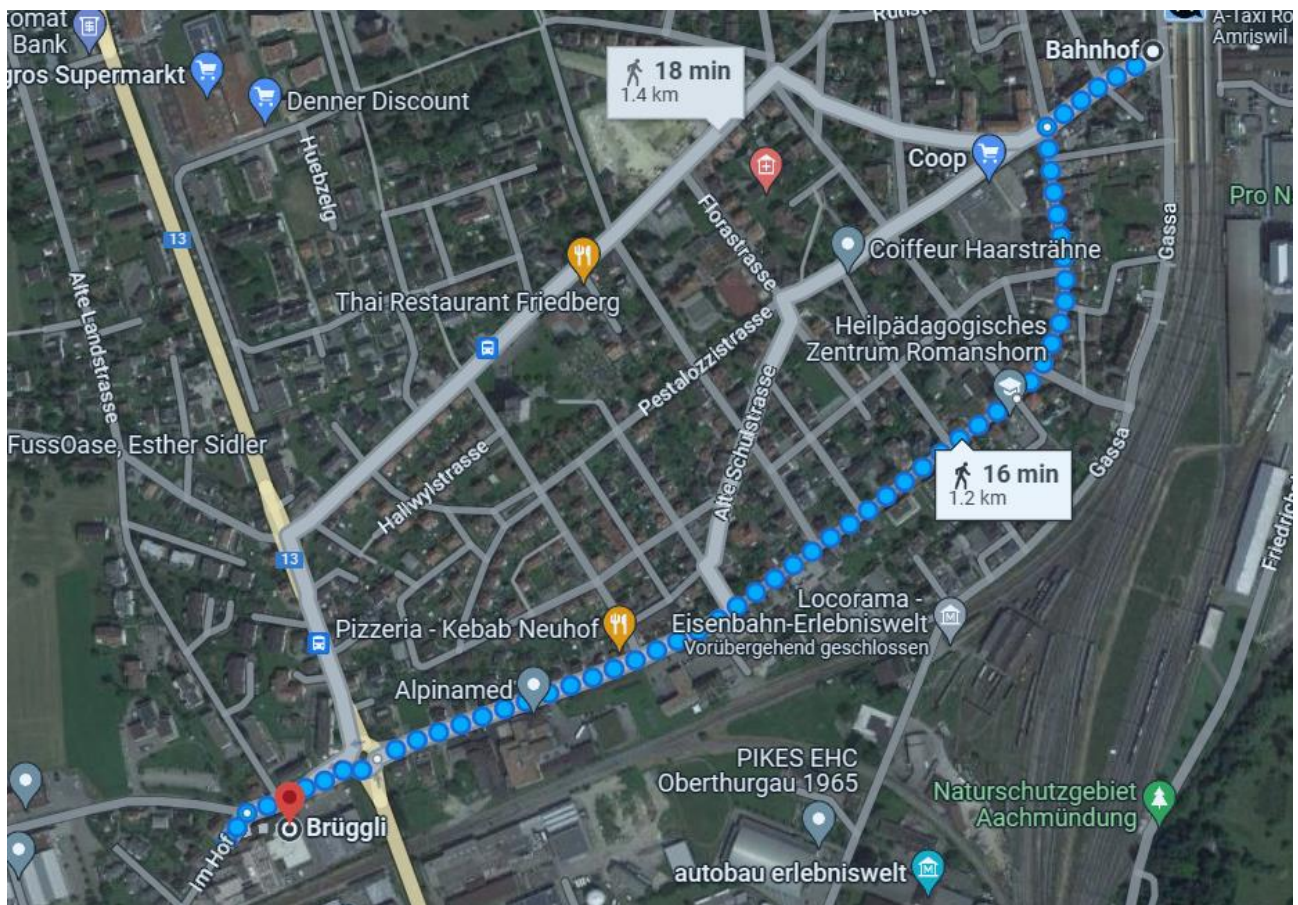 omat
Bank
gros Supermarkt
Denner Discount
Huebzelg
18 min
1.4 km
Bahnhof
A-Taxi Ro
Amriswil
Coop
Pro N
Florastrasse
Gassa
Coiffeur Haarsträhne
13
Alte Landstrasse
Thai Restaurant Friedberg
Heilpädagogisches
Zentrum Romanshorn
Pestalozzistrasse
Alte Schulstrasse
FussOase, Esther Sidler
Hallwylstrasse
Gassa
16 min
1.2 km
Friedrich-
13
Locorama -
Eisenbahn-Erlebniswelt
Vorübergehend geschlossen
Pizzeria - Kebab Neuhof
Alpinamed
PIKES EHC
Oberthurgau 1965
Naturschutzgebiet
Aachmündung
Brüggli
Im Hof
autobau erlebniswelt